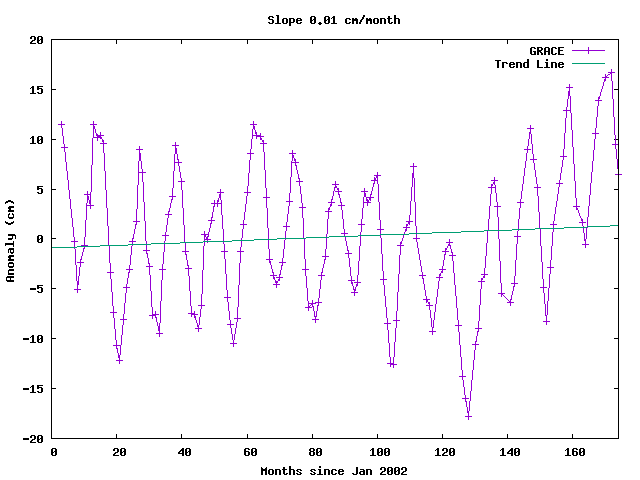 Slope 0.01 cm/month
20
15
10
5
0
-5
-10
-15
-20
Anomaly (cm)
GRACE
Trend Line
0 20 40 60 80 100 120 140 160
Months since Jan 2002